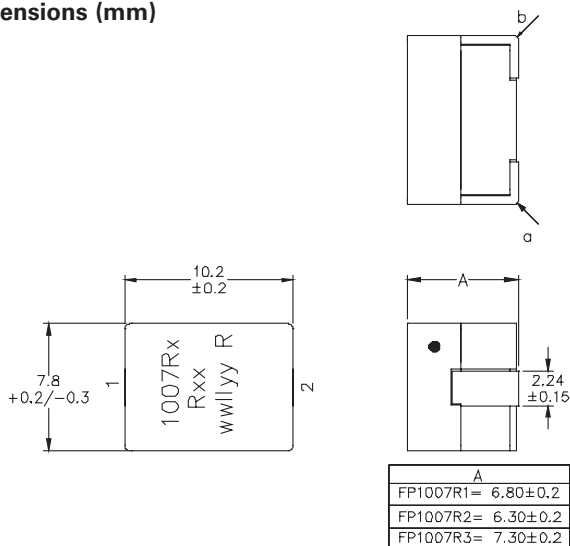 ensions (mm)
b
a
10.2
±0.2
A
7.8
+0.2/-0.3
1
1007Rx
Rxx
wwllyy R
2
2.24
±0.15
A
FP1007R1= 6.80±0.2
FP1007R2= 6.30±0.2
FP1007R3= 7.30±0.2